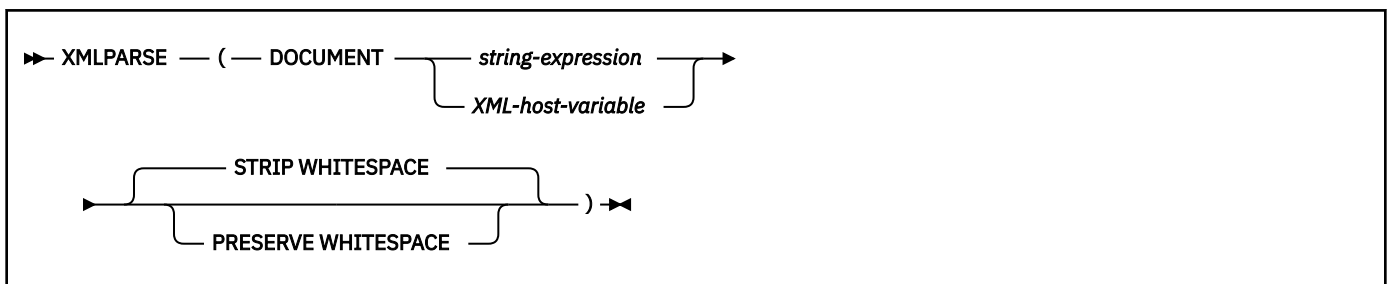 XMLPARSE ( DOCUMENT string-expression
XML-host-variable
STRIP WHITESPACE
)
PRESERVE WHITESPACE